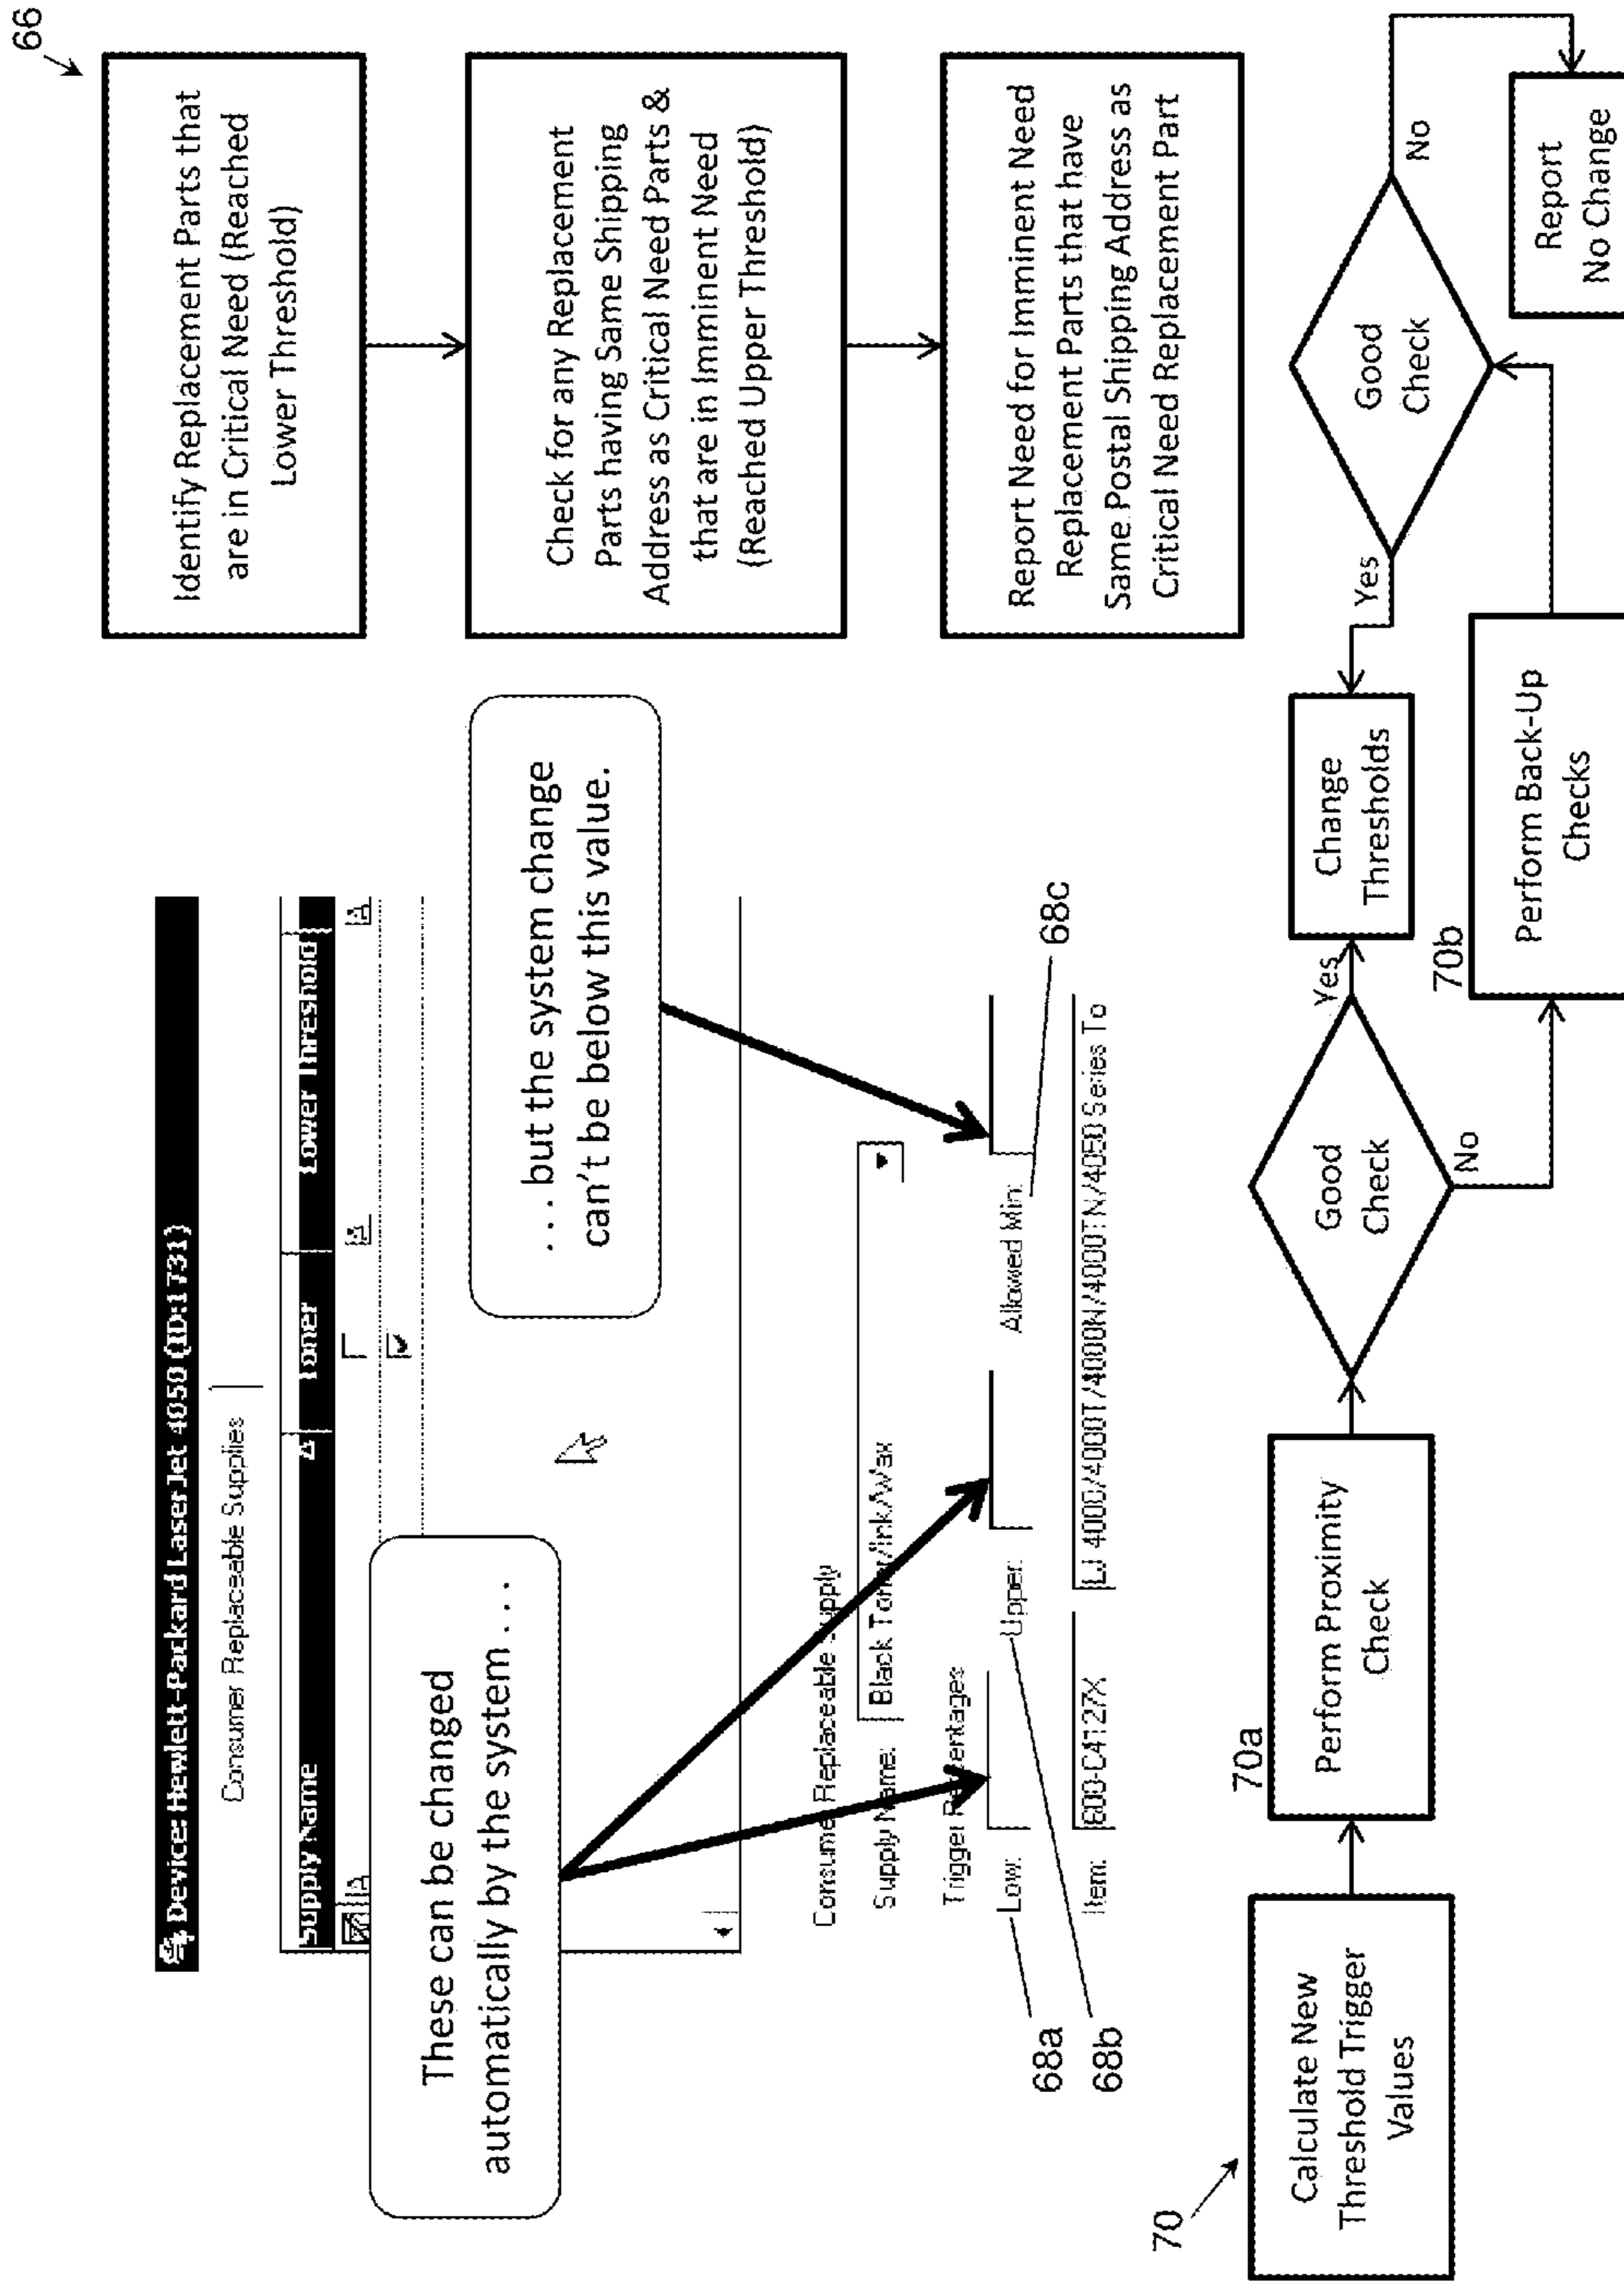 66
Identify Replacement Parts that
are in Critical Need (Reached
Lower Threshold)
Check for any Replacement
Parts having Same Shipping
Address as Critical Need Parts &
that are in Imminent Need
(Reached Upper Threshold)
Report Need for Imminent Need
Replacement Parts that have
Same Postal Shipping Address as
Critical Need Replacement Part
Device: Hewlett-Packard LaserJet 4050 (ID:1731)
Consumer Replaceable Supplies
Supply Name
Toner
Lower Threshold
These can be changed
automatically by the system . . .
. . . but the system change
can't be below this value.
Consume Replaceable Supply
Supply Name:
Black Toner/Ink/Wax
Trigger Percentages
Low:
Upper:
Allowed Min:
Item:
LJ 4000/4000T/4000N/4000TN/4050 Series To
68a
68b
68c
70
Calculate New
Threshold Trigger
Values
70a
Perform Proximity
Check
Good
Check
Yes
No
Change
Thresholds
70b
Perform Back-Up
Checks
Good
Check
Yes
No
Report
No Change